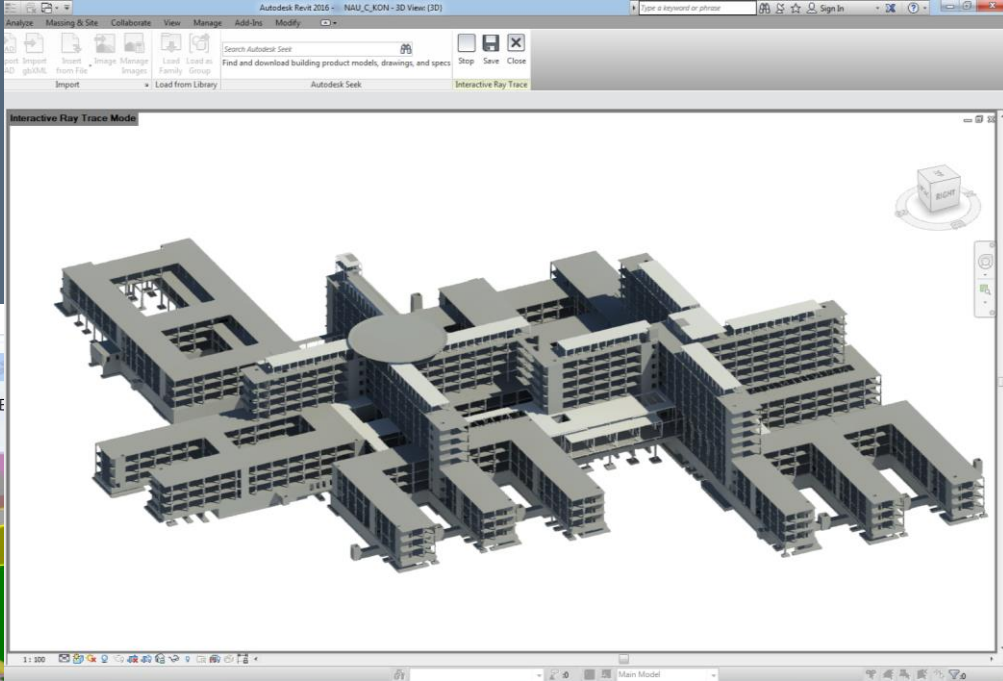 Autodesk Revit 2016 - NAU_C_KON - 3D View: {3D}
Type a keyword or phrase
Sign In
Analyze Massing & Site Collaborate View Manage Add-Ins Modify
Import gbXML
Insert from File
Image
Manage Images
Load Family
Load as Group
Search Autodesk Seek
Find and download building product models, drawings, and specs
Stop Save Close
Import
Load from Library
Autodesk Seek
Interactive Ray Trace
Interactive Ray Trace Mode
RIGHT
1 : 100
:0
Main Model
:0